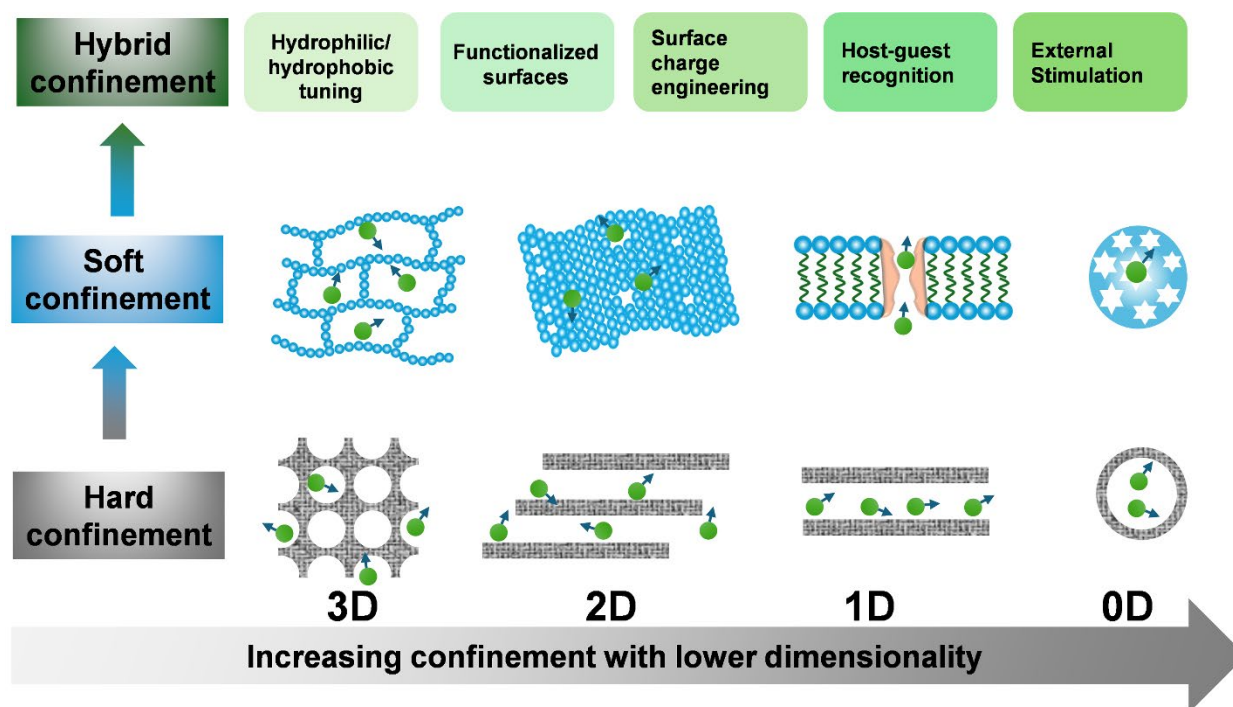 Hybrid
confinement
Hydrophilic/
hydrophobic
tuning
Functionalized
surfaces
Surface
charge
engineering
Host-guest
recognition
External
Stimulation
Soft
confinement
Hard
confinement
3D
2D
1D
0D
Increasing confinement with lower dimensionality